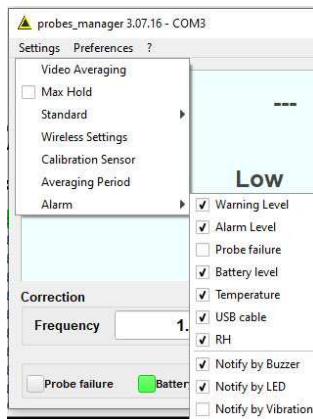 probes_manager 3.07.16 - COM3
Settings Preferences ?
Video Averaging
Max Hold
Standard
Wireless Settings
Calibration Sensor
Averaging Period
Alarm
---
Low
Warning Level
Alarm Level
Probe failure
Battery level
Temperature
USB cable
RH
Notify by Buzzer
Notify by LED
Notify by Vibration
Correction
Frequency 1.
Probe failure Batter